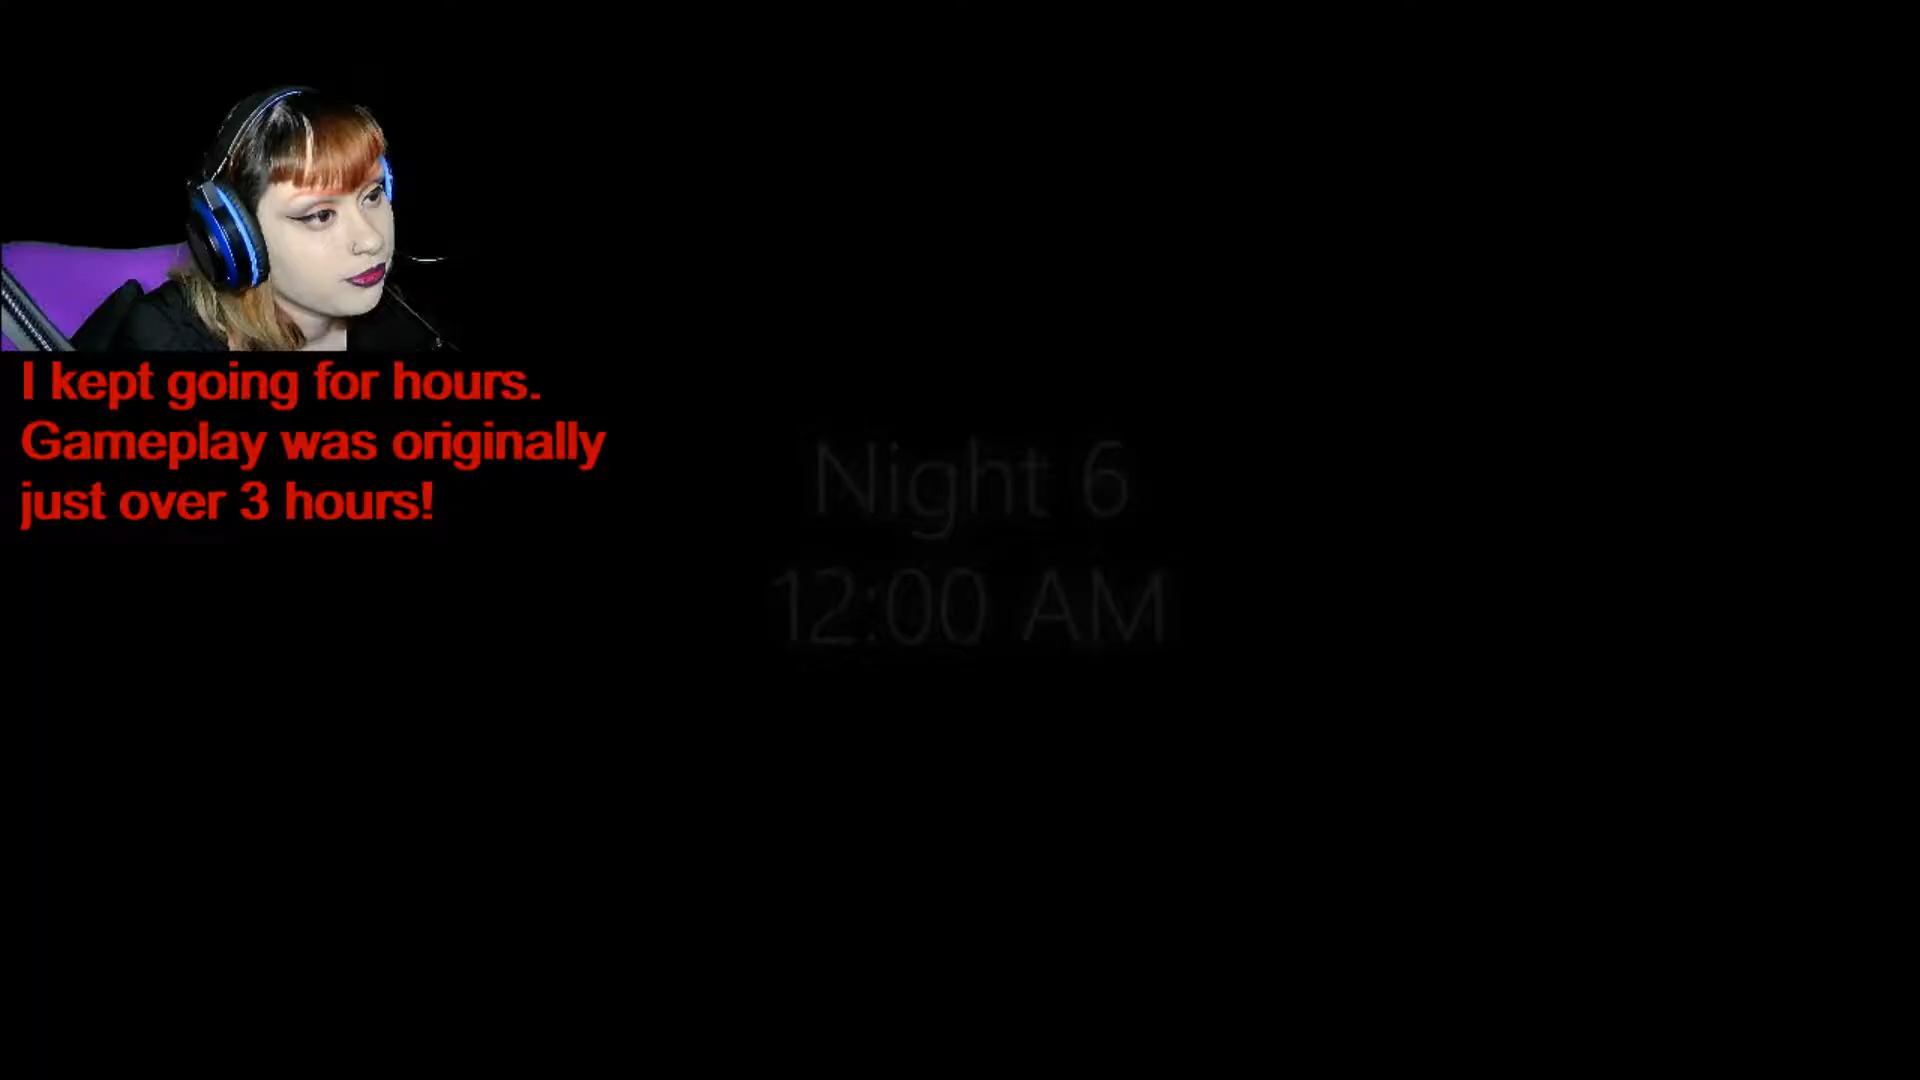 I kept going for hours.
Gameplay was originally
just over 3 hours!
Night 6
12:00 AM